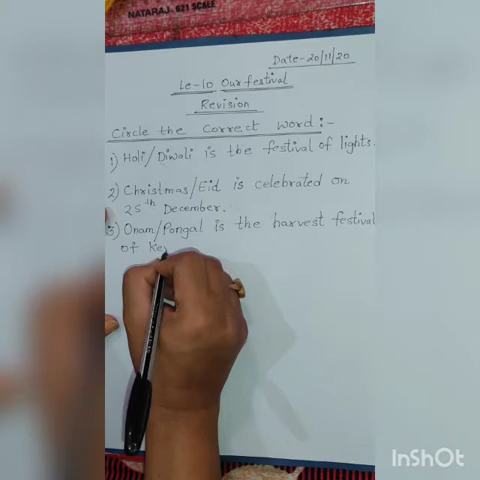 NATARAJ- 621 SCALE
Date-20/11/20
Le-10 Our festival
Revision
Circle the Correct Word:-
1) Holi/Diwali is the festival of lights.
2) Christmas/Eid is celebrated on
25th December.
3) Onam/Pongal is the harvest festival
of Ke
InShOt